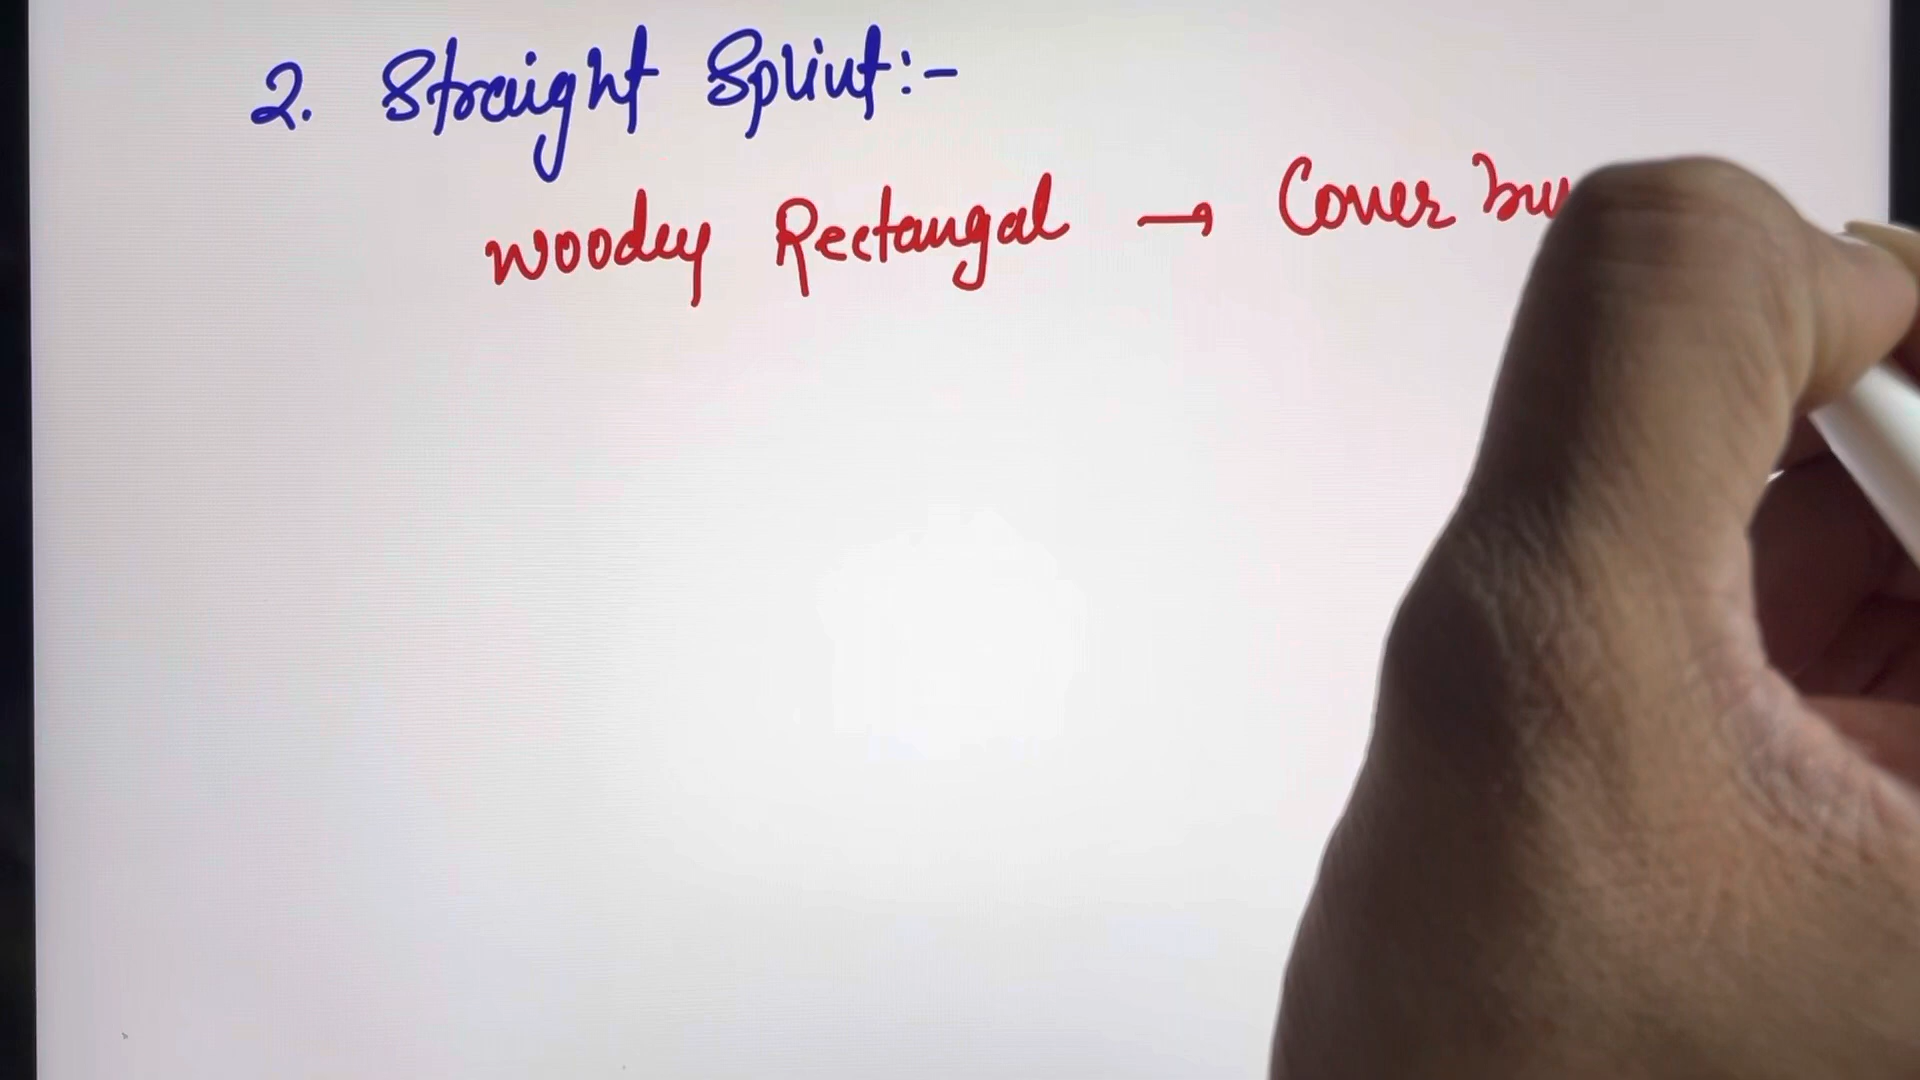 2. Straight Splint:-
woodey Rectangal → Cover